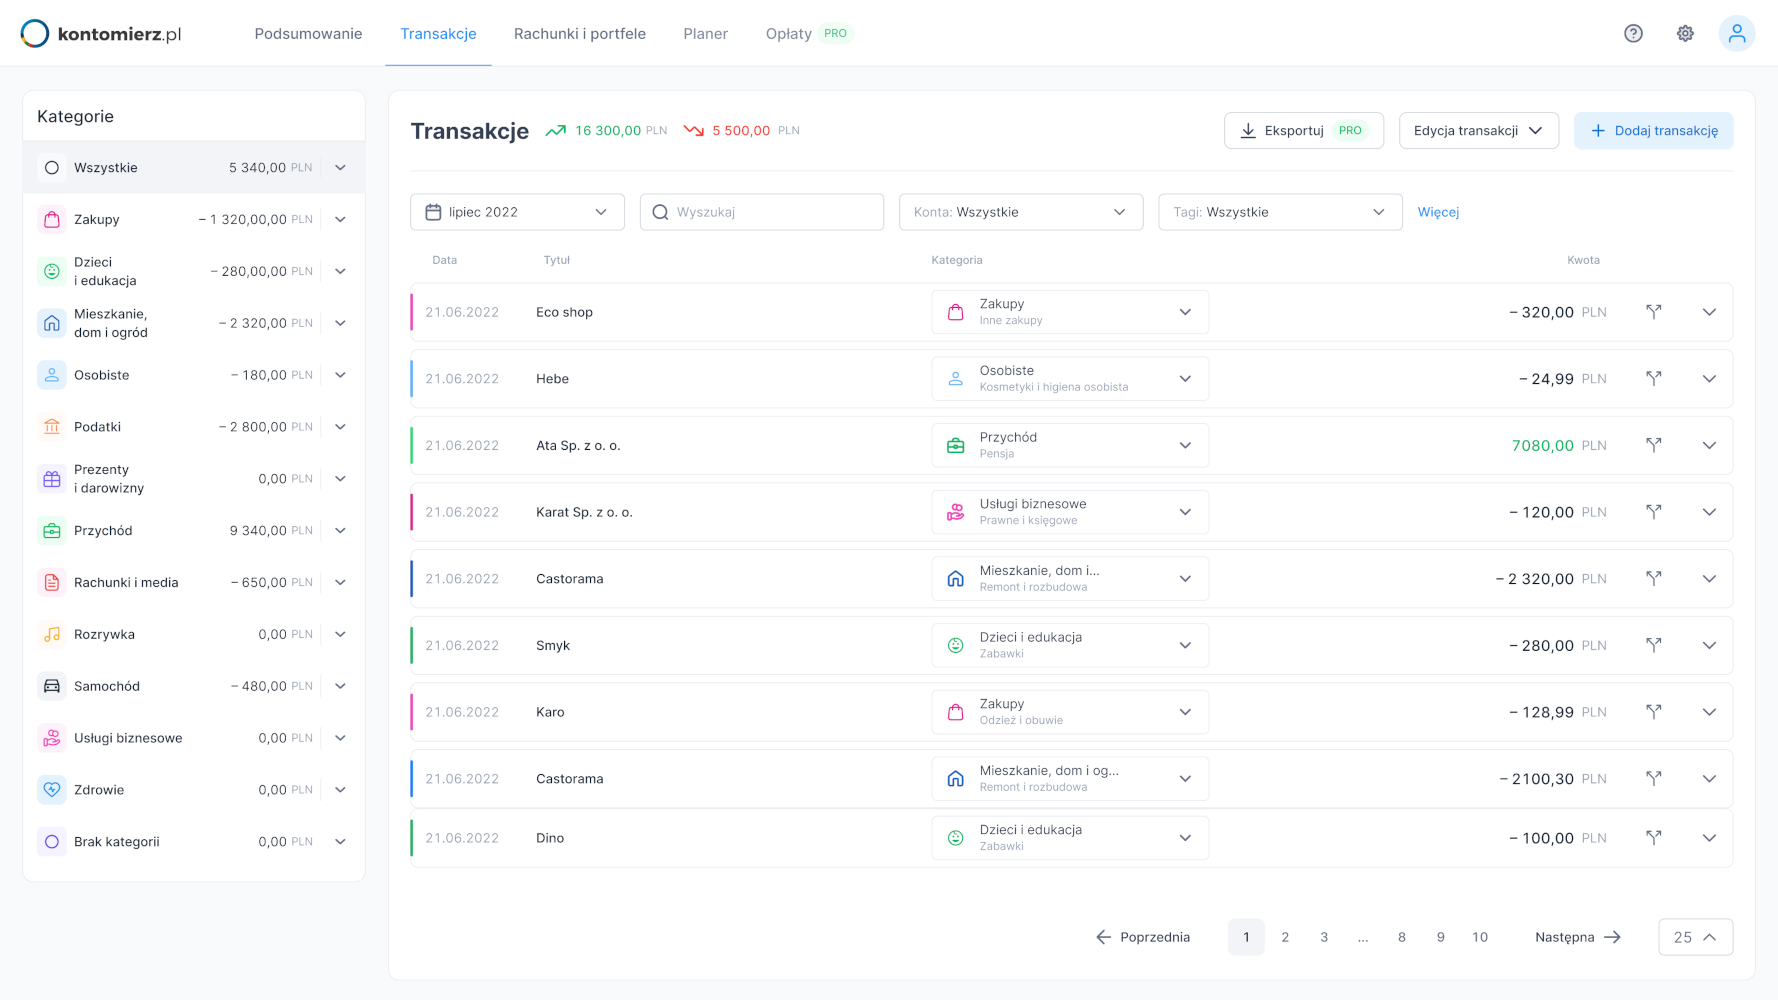 kontomierz.pl
Podsumowanie
Transakcje
Rachunki i portfele
Planer
Opłaty PRO
Kategorie
Wszystkie 5 340,00 PLN
Zakupy – 1 320,00,00 PLN
Dzieci
i edukacja – 280,00,00 PLN
Mieszkanie,
dom i ogród – 2 320,00 PLN
Osobiste – 180,00 PLN
Podatki – 2 800,00 PLN
Prezenty
i darowizny 0,00 PLN
Przychód 9 340,00 PLN
Rachunki i media – 650,00 PLN
Rozrywka 0,00 PLN
Samochód – 480,00 PLN
Usługi biznesowe 0,00 PLN
Zdrowie 0,00 PLN
Brak kategorii 0,00 PLN
Transakcje 16 300,00 PLN 5 500,00 PLN
Eksportuj PRO
Edycja transakcji
Dodaj transakcję
lipiec 2022
Wyszukaj
Konta: Wszystkie
Tagi: Wszystkie
Więcej
Data Tytuł Kategoria Kwota
21.06.2022 Eco shop Zakupy – 320,00 PLN
Inne zakupy
21.06.2022 Hebe Osobiste – 24,99 PLN
Kosmetyki i higiena osobista
21.06.2022 Ata Sp. z o. o. Przychód 7080,00 PLN
Pensja
21.06.2022 Karat Sp. z o. o. Usługi biznesowe – 120,00 PLN
Prawne i księgowe
21.06.2022 Castorama Mieszkanie, dom i... – 2 320,00 PLN
Remont i rozbudowa
21.06.2022 Smyk Dzieci i edukacja – 280,00 PLN
Zabawki
21.06.2022 Karo Zakupy – 128,99 PLN
Odzież i obuwie
21.06.2022 Castorama Mieszkanie, dom i og... – 2100,30 PLN
Remont i rozbudowa
21.06.2022 Dino Dzieci i edukacja – 100,00 PLN
Zabawki
Poprzednia 1 2 3 ... 8 9 10 Następna 25